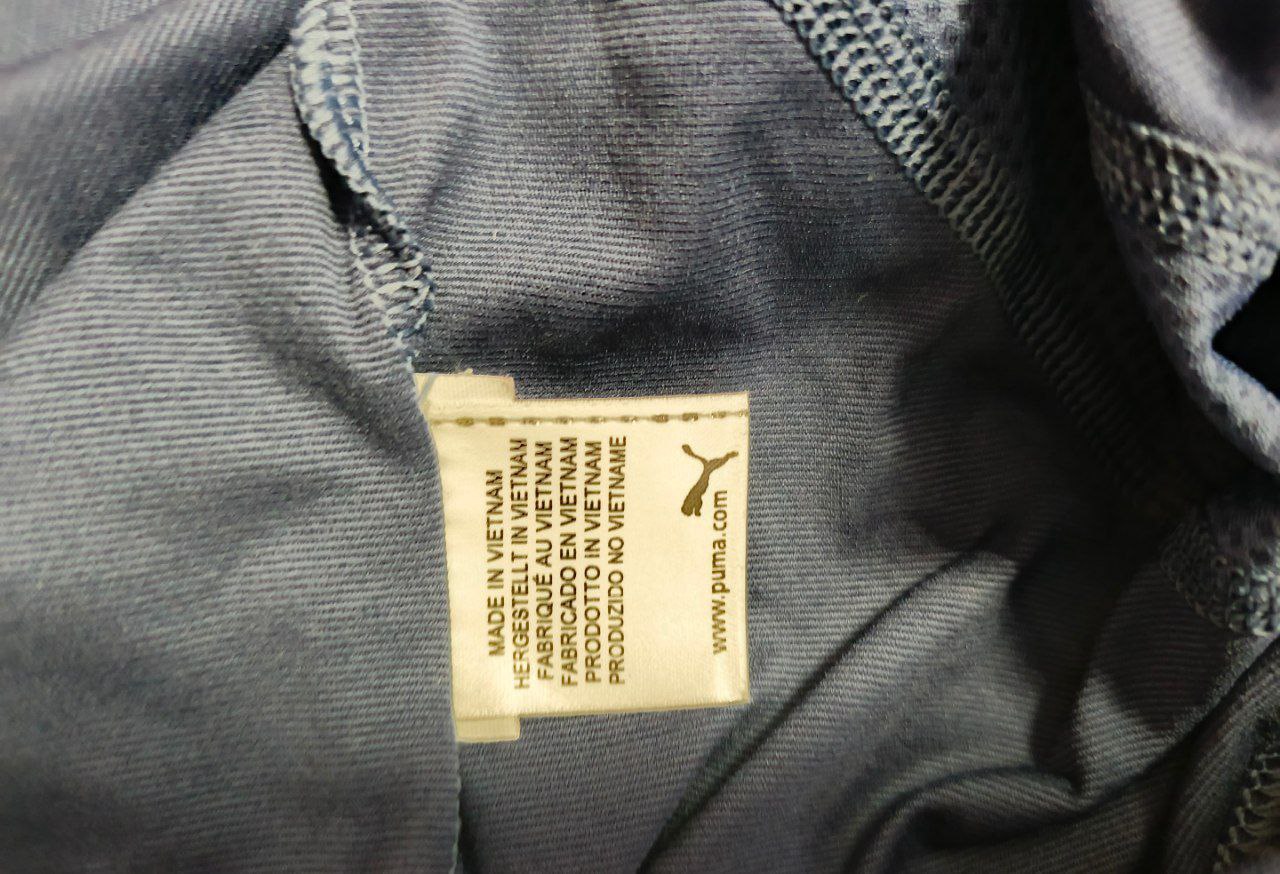 MADE IN VIETNAM
HERGESTELLT IN VIETNAM
FABRIQUÉ AU VIETNAM
FABRICADO EN VIETNAM
PRODOTTO IN VIETNAM
PRODUZIDO NO VIETNAME
www.puma.com